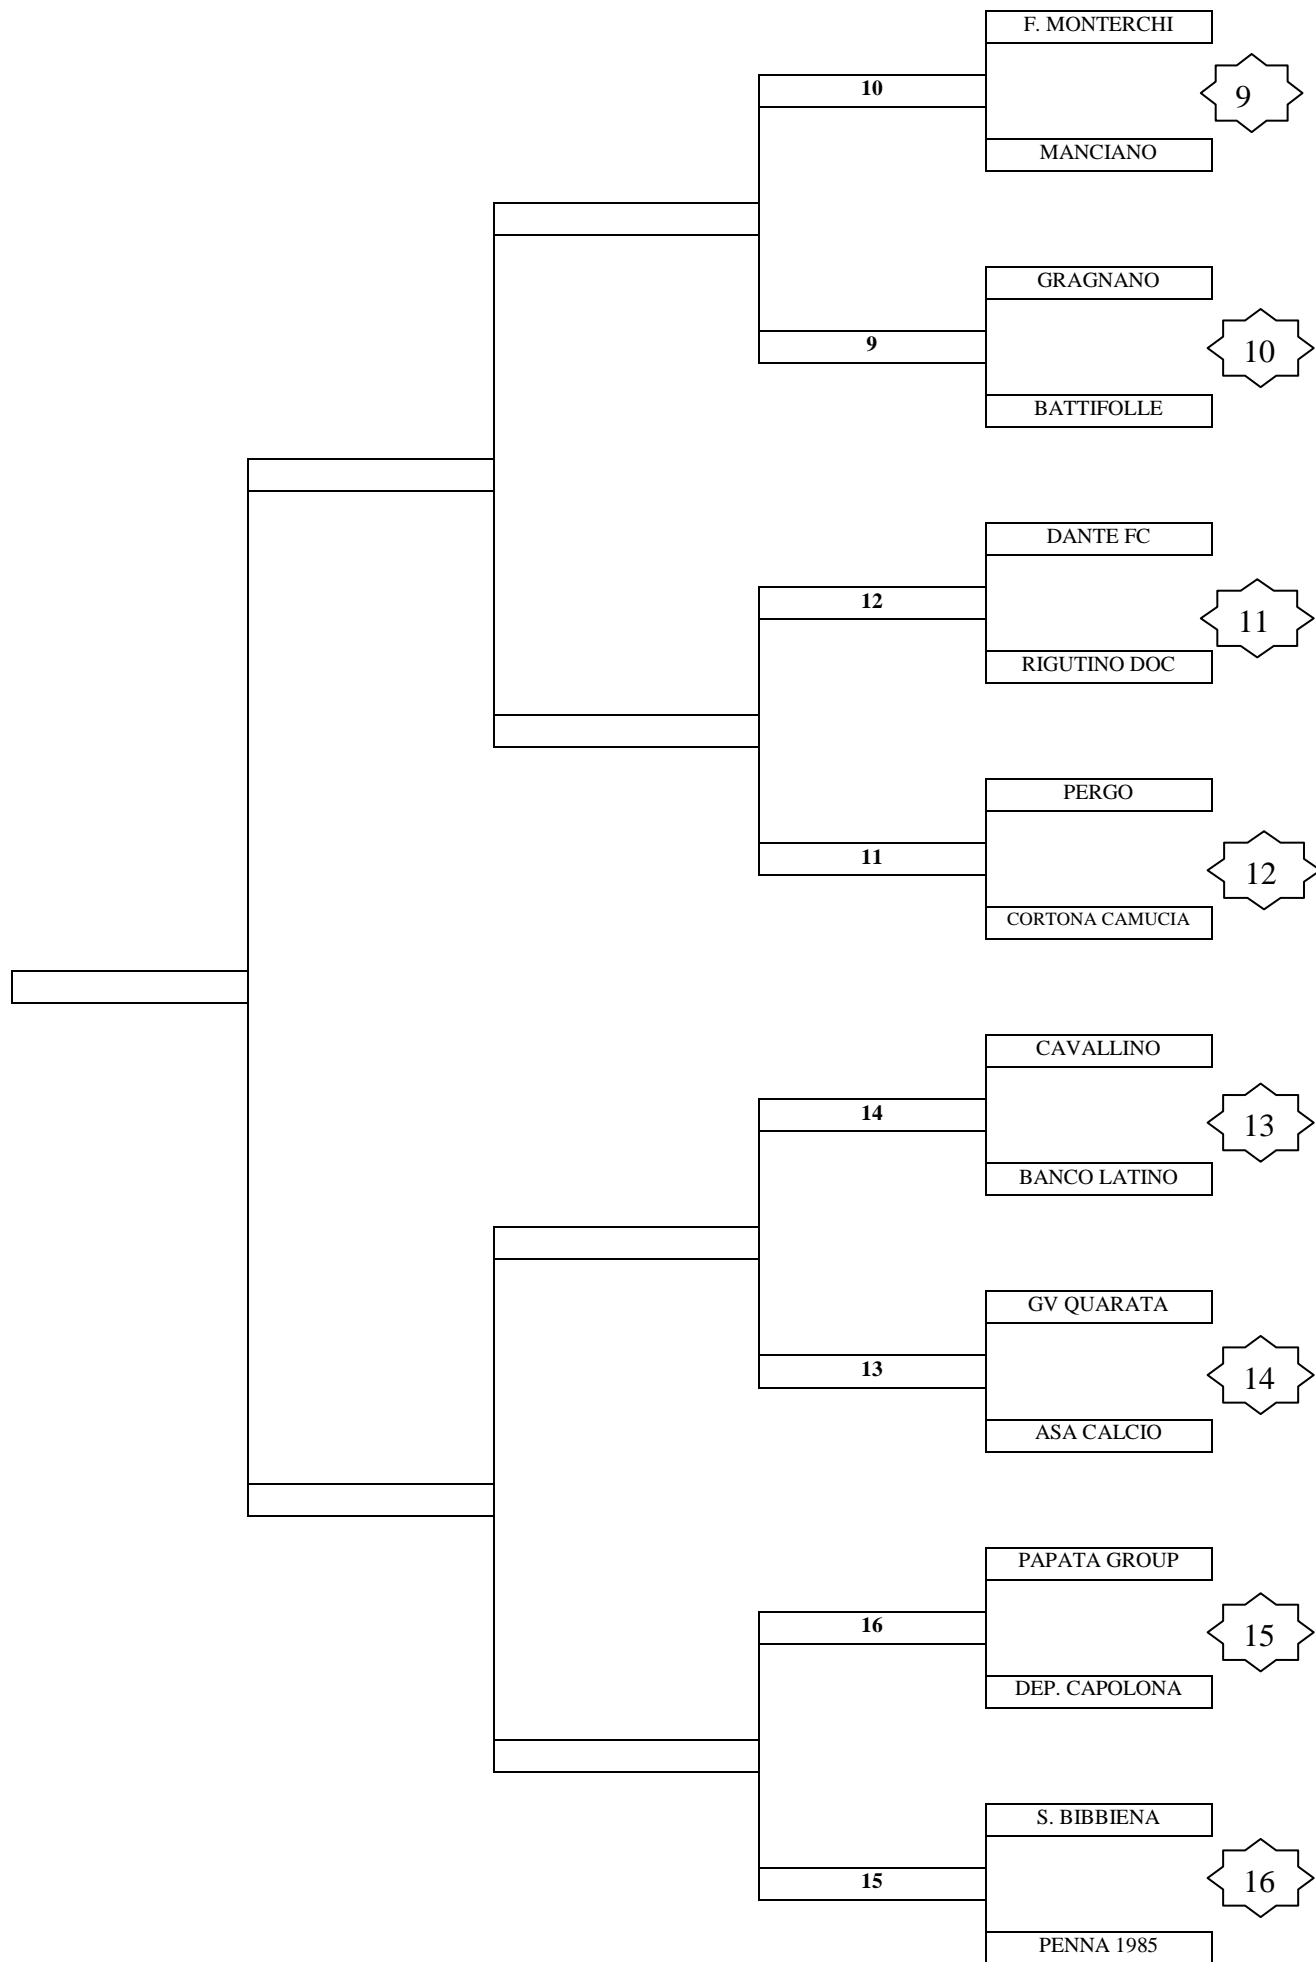 F. MONTERCHI
10
9
MANCIANO
GRAGNANO
9
10
BATTIFOLLE
DANTE FC
12
11
RIGUTINO DOC
PERGO
11
12
CORTONA CAMUCIA
CAVALLINO
14
13
BANCO LATINO
GV QUARATA
13
14
ASA CALCIO
PAPATA GROUP
16
15
DEP. CAPOLONA
S. BIBBIENA
15
16
PENNA 1985